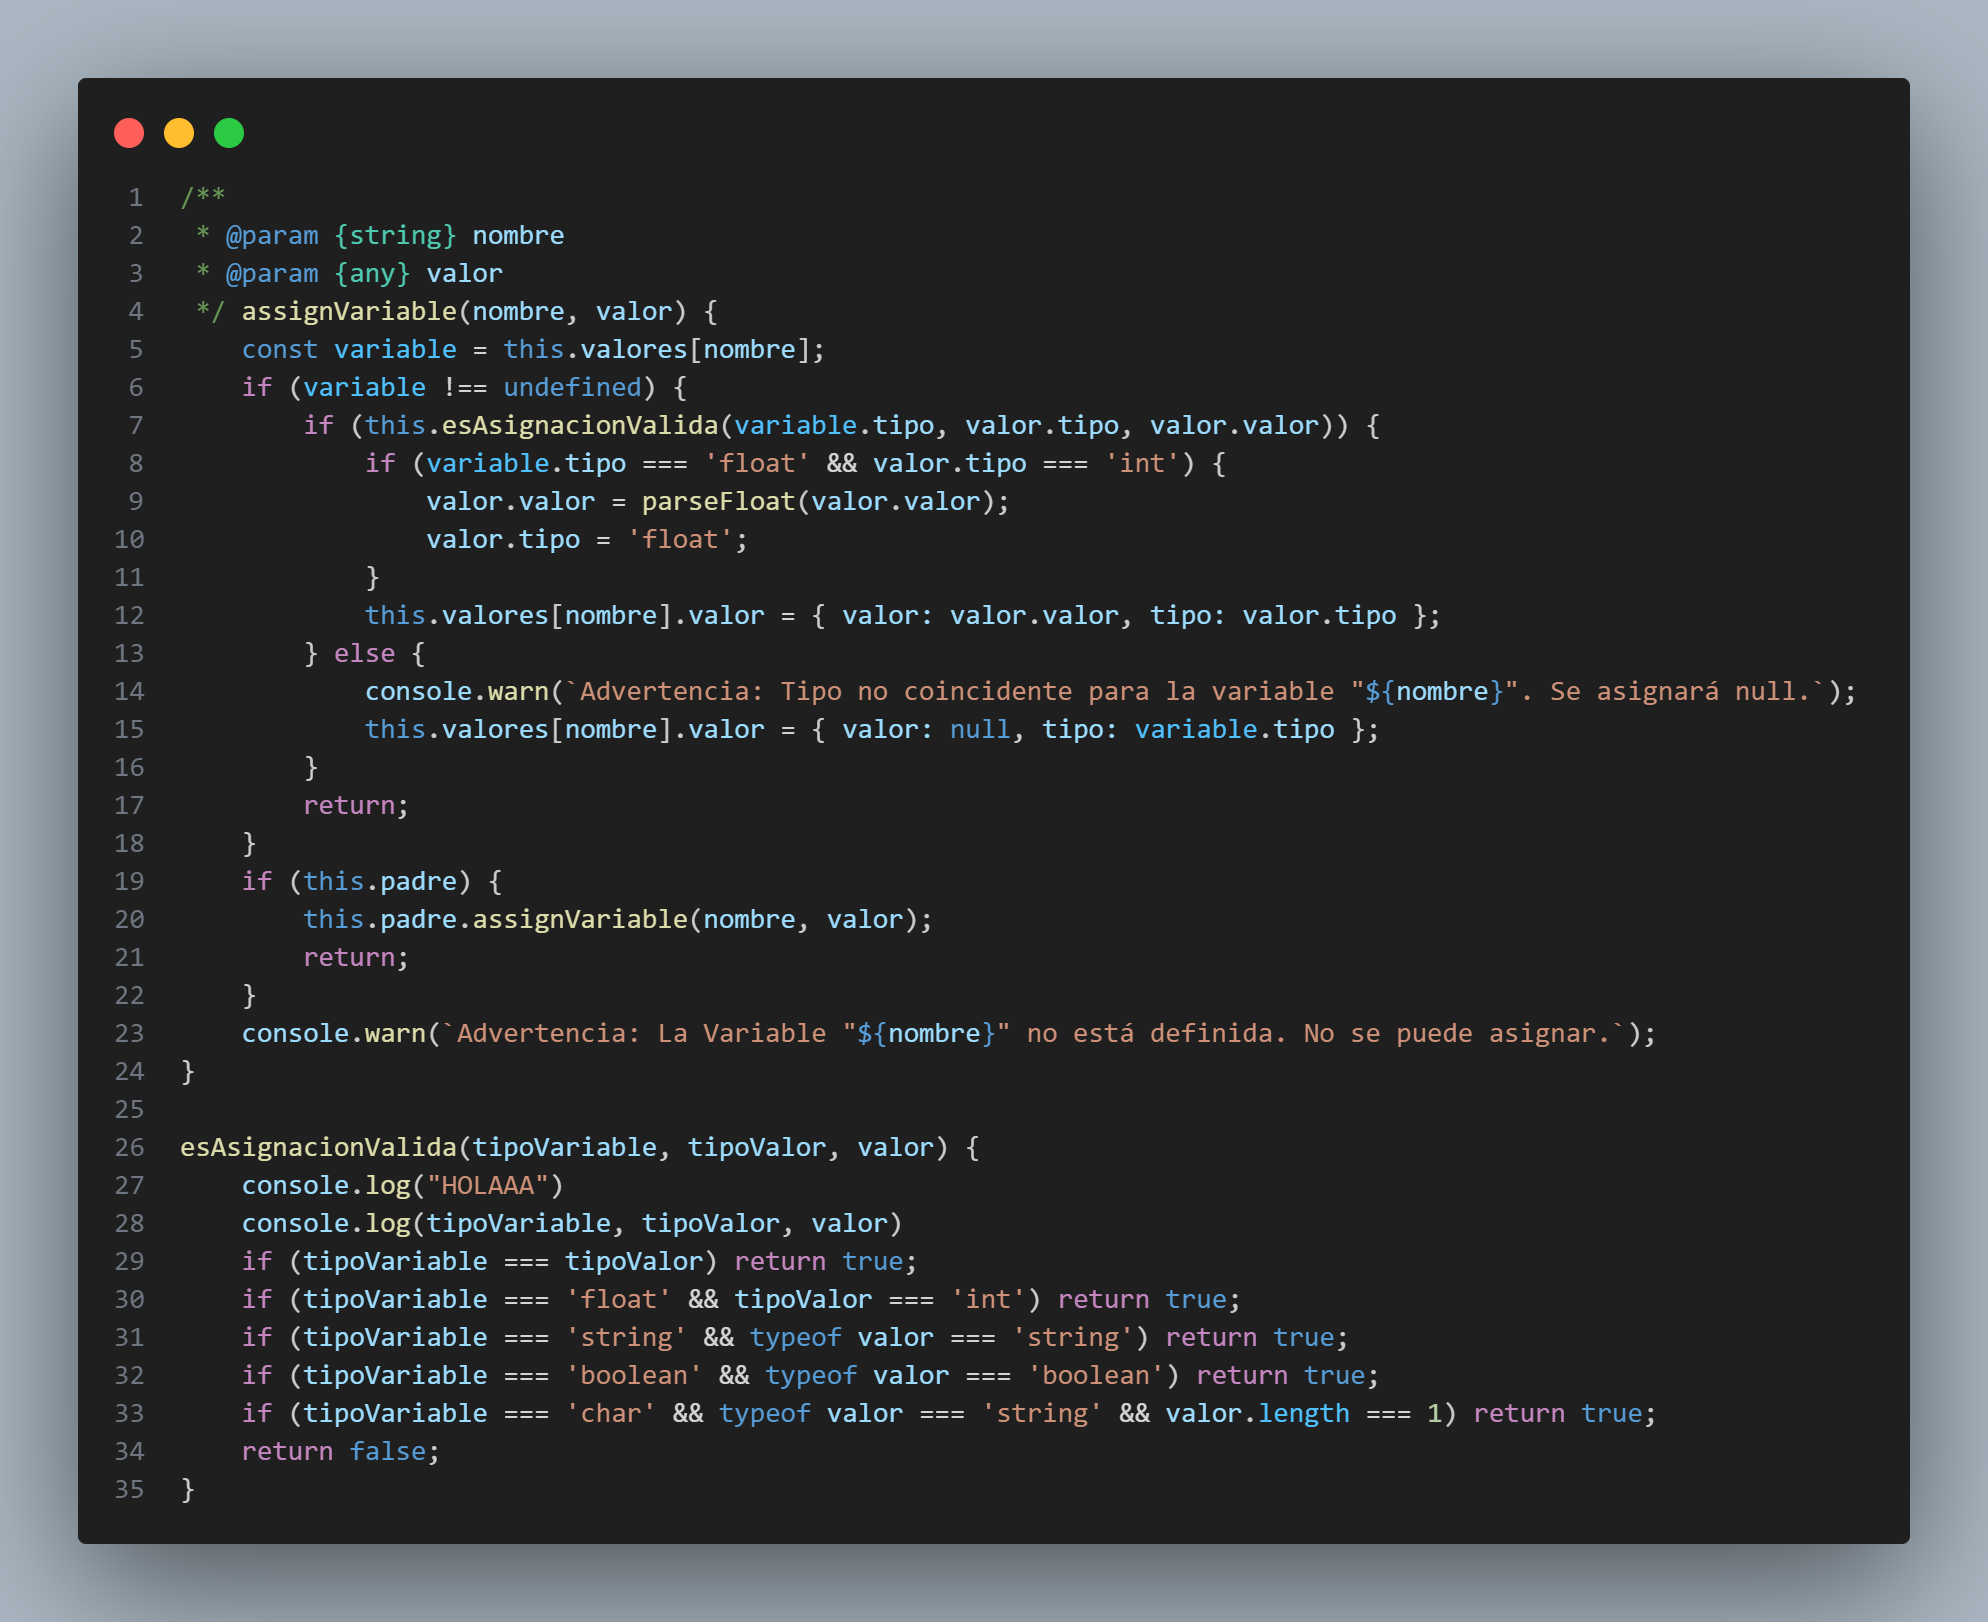 1 /**
2  * @param {string} nombre
3  * @param {any} valor
4  */ assignVariable(nombre, valor) {
5     const variable = this.valores[nombre];
6     if (variable !== undefined) {
7         if (this.esAsignacionValida(variable.tipo, valor.tipo, valor.valor)) {
8             if (variable.tipo === 'float' && valor.tipo === 'int') {
9                 valor.valor = parseFloat(valor.valor);
10                 valor.tipo = 'float';
11             }
12             this.valores[nombre].valor = { valor: valor.valor, tipo: valor.tipo };
13         } else {
14             console.warn(`Advertencia: Tipo no coincidente para la variable "${nombre}". Se asignará null.`);
15             this.valores[nombre].valor = { valor: null, tipo: variable.tipo };
16         }
17         return;
18     }
19     if (this.padre) {
20         this.padre.assignVariable(nombre, valor);
21         return;
22     }
23     console.warn(`Advertencia: La Variable "${nombre}" no está definida. No se puede asignar.`);
24 }
25
26 esAsignacionValida(tipoVariable, tipoValor, valor) {
27     console.log("HOLAAA")
28     console.log(tipoVariable, tipoValor, valor)
29     if (tipoVariable === tipoValor) return true;
30     if (tipoVariable === 'float' && tipoValor === 'int') return true;
31     if (tipoVariable === 'string' && typeof valor === 'string') return true;
32     if (tipoVariable === 'boolean' && typeof valor === 'boolean') return true;
33     if (tipoVariable === 'char' && typeof valor === 'string' && valor.length === 1) return true;
34     return false;
35 }